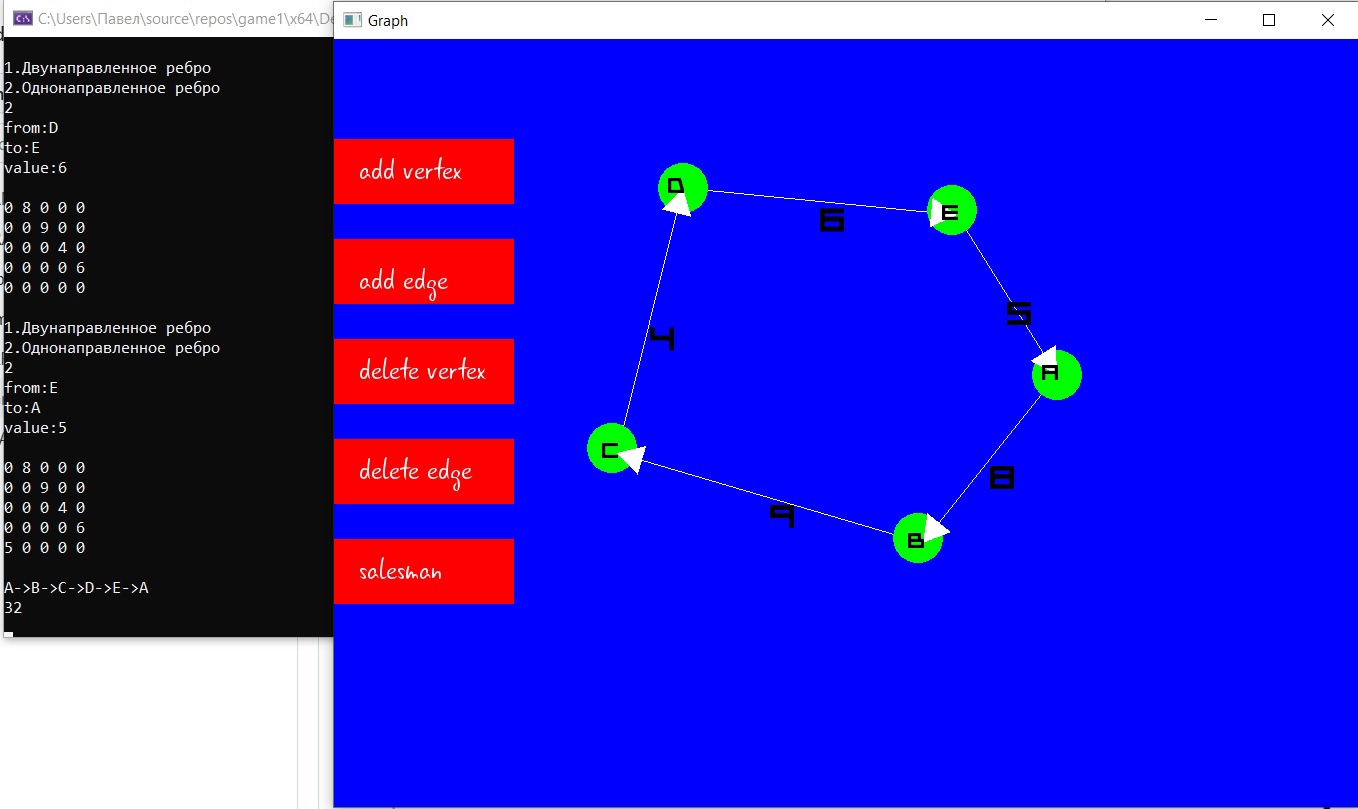 C:\Users\Павел\source\repos\game1\x64\De
1.Двунаправленное ребро
2.Однонаправленное ребро
2
from:D
to:E
value:6
0 8 0 0 0
0 0 9 0 0
0 0 0 4 0
0 0 0 0 6
0 0 0 0 0
1.Двунаправленное ребро
2.Однонаправленное ребро
2
from:E
to:A
value:5
0 8 0 0 0
0 0 9 0 0
0 0 0 4 0
0 0 0 0 6
5 0 0 0 0
A->B->C->D->E->A
32
Graph
add vertex
add edge
delete vertex
delete edge
salesman
D
6
E
5
4
A
C
8
9
B